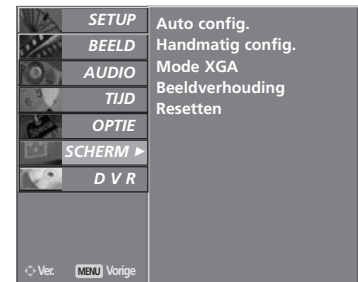 SETUP
BEELD
AUDIO
TIJD
OPTIE
SCHERM ►
D V R
Auto config.
Handmatig config.
Mode XGA
Beeldverhouding
Resetten
Ver. MENU Vorige